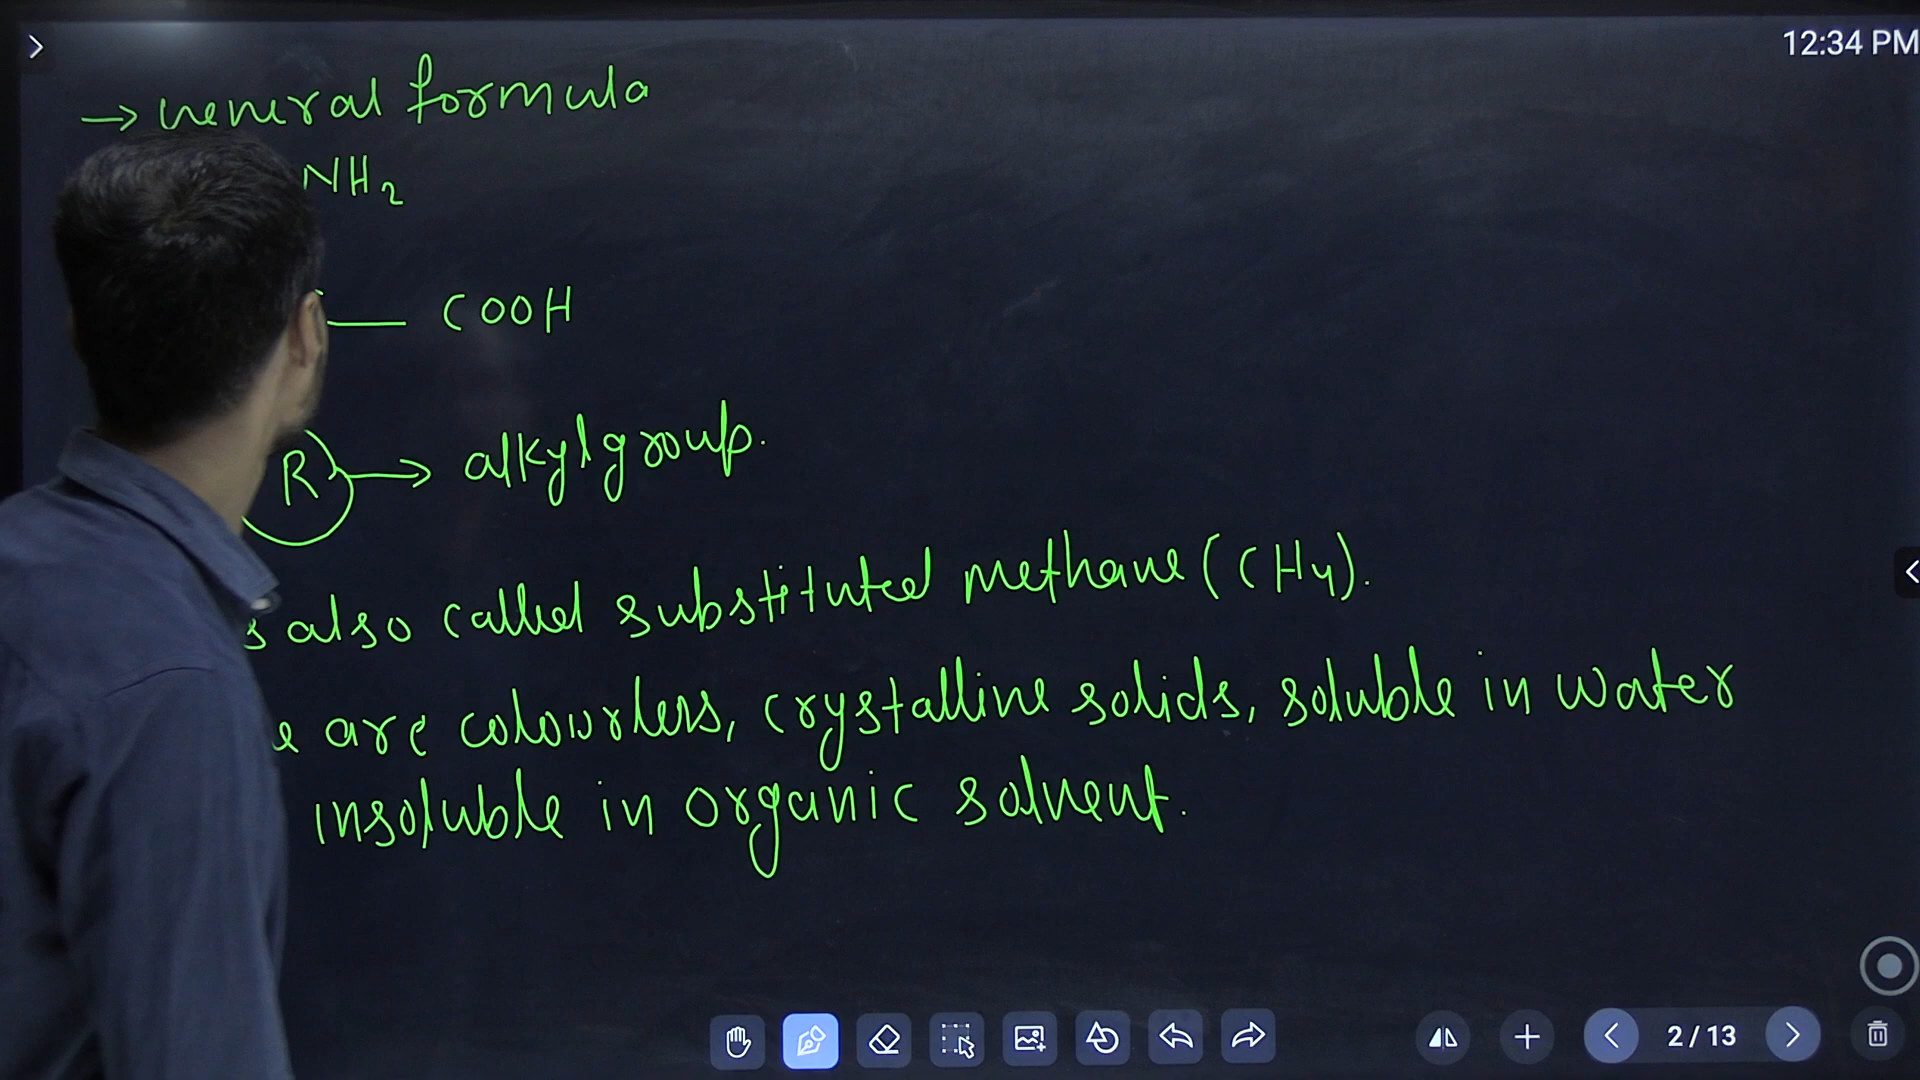 12:34 PM
→ General formula
NH2
— COOH
R → alkyl group.
also called substituted methane (CH4).
are colourless, crystalline solids, soluble in water
insoluble in organic solvent.
2/13